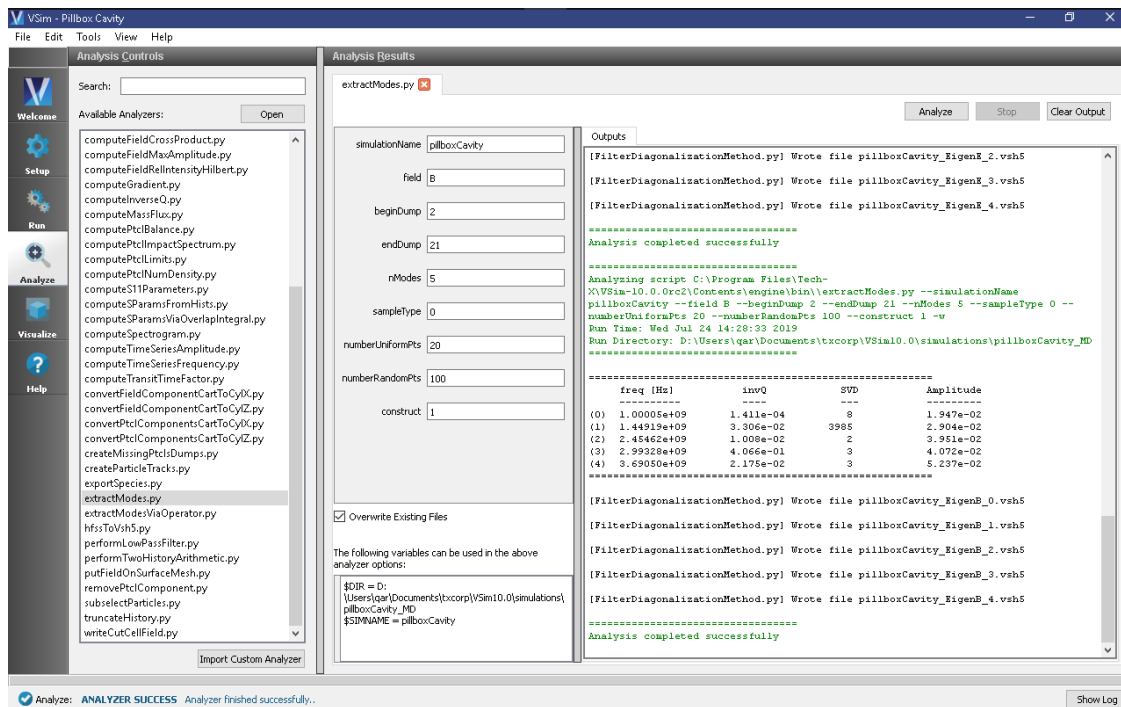 VSim - Pillbox Cavity
File Edit Tools View Help
Analysis Controls
Search:
Available Analyzers: Open
computeFieldCrossProduct.py
computeFieldMaxAmplitude.py
computeFieldRelIntensityHilbert.py
computeGradient.py
computeInverseQ.py
computeMassFlux.py
computePtclBalance.py
computePtclImpactSpectrum.py
computePtclLimits.py
computePtclNumDensity.py
computeS11Parameters.py
computeSParamsFromHists.py
computeSParamsViaOverlapIntegral.py
computeSpectrogram.py
computeTimeSeriesAmplitude.py
computeTimeSeriesFrequency.py
computeTransitTimeFactor.py
convertFieldComponentCartToCylX.py
convertFieldComponentCartToCylZ.py
convertPtclComponentsCartToCylX.py
convertPtclComponentsCartToCylZ.py
createMissingPtclsDumps.py
createParticleTracks.py
exportSpecies.py
extractModes.py
extractModesViaOperator.py
hfssToVsh5.py
performLowPassFilter.py
performTwoHistoryArithmetic.py
putFieldOnSurfaceMesh.py
removePtclComponent.py
subselectParticles.py
truncateHistory.py
writeCutCellField.py
Import Custom Analyzer
Welcome
Setup
Run
Analyze
Visualize
Help
Analysis Results
extractModes.py
Analyze Stop Clear Output
simulationName pillboxCavity
field B
beginDump 2
endDump 21
nModes 5
sampleType 0
numberUniformPts 20
numberRandomPts 100
construct 1
Overwrite Existing Files
The following variables can be used in the above
analyzer options:
$DIR = D:
\Users\qar\Documents\txcorp\VSim10.0\simulations\
pillboxCavity_MD
$SIMNAME = pillboxCavity
Outputs
[FilterDiagonalizationMethod.py] Wrote file pillboxCavity_EigenE_2.vsh5
[FilterDiagonalizationMethod.py] Wrote file pillboxCavity_EigenE_3.vsh5
[FilterDiagonalizationMethod.py] Wrote file pillboxCavity_EigenE_4.vsh5
=================================
Analysis completed successfully
=================================
Analyzing script C:\Program Files\Tech-
X\VSim-10.0.0rc2\Contents\engine\bin\\extractModes.py --simulationName
pillboxCavity --field B --beginDump 2 --endDump 21 --nModes 5 --sampleType 0 --
numberUniformPts 20 --numberRandomPts 100 --construct 1 -w
Run Time: Wed Jul 24 14:28:33 2019
Run Directory: D:\Users\qar\Documents\txcorp\VSim10.0\simulations\pillboxCavity_MD
=================================
======================================================
freq [Hz] invQ SVD Amplitude
---------- ---- --- ---------
(0) 1.00005e+09 1.411e-04 8 1.947e-02
(1) 1.44919e+09 3.306e-02 3985 2.904e-02
(2) 2.45462e+09 1.008e-02 2 3.951e-02
(3) 2.99328e+09 4.066e-01 3 4.072e-02
(4) 3.69050e+09 2.175e-02 3 5.237e-02
======================================================
[FilterDiagonalizationMethod.py] Wrote file pillboxCavity_EigenB_0.vsh5
[FilterDiagonalizationMethod.py] Wrote file pillboxCavity_EigenB_1.vsh5
[FilterDiagonalizationMethod.py] Wrote file pillboxCavity_EigenB_2.vsh5
[FilterDiagonalizationMethod.py] Wrote file pillboxCavity_EigenB_3.vsh5
[FilterDiagonalizationMethod.py] Wrote file pillboxCavity_EigenB_4.vsh5
=================================
Analysis completed successfully
Analyze: ANALYZER SUCCESS Analyzer finished successfully..
Show Log